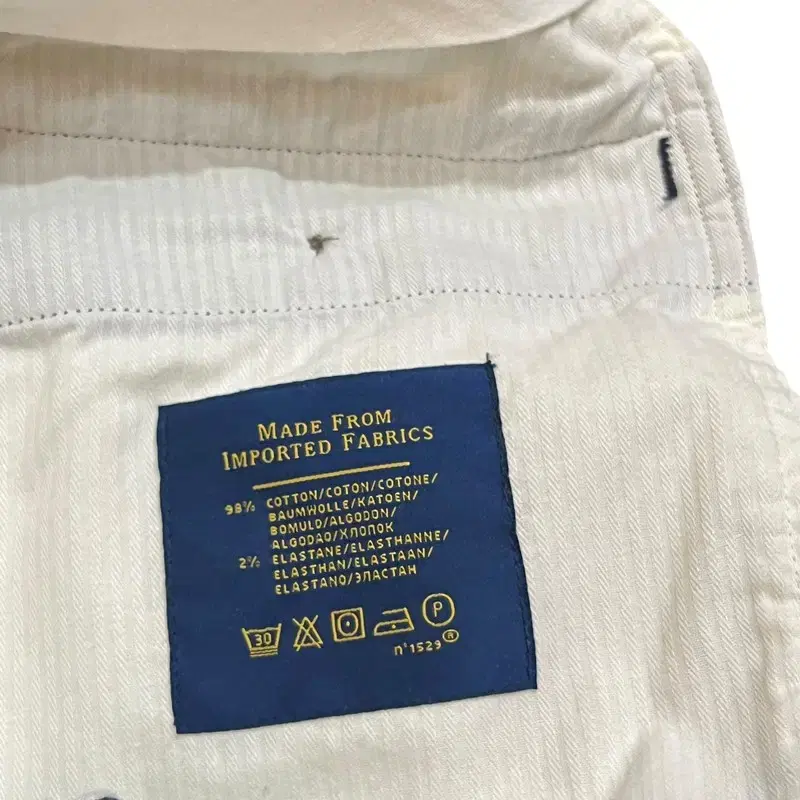 MADE FROM
IMPORTED FABRICS
98% COTTON/COTON/COTONE/
BAUMWOLLE/KATOEN/
BOMULD/ALGODON/
ALGODAO/ХЛОПОК
2% ELASTANE/ELASTHANNE/
ELASTHAN/ELASTAAN/
ELASTANO/ЭЛАСТАН
30 P
n°1529®